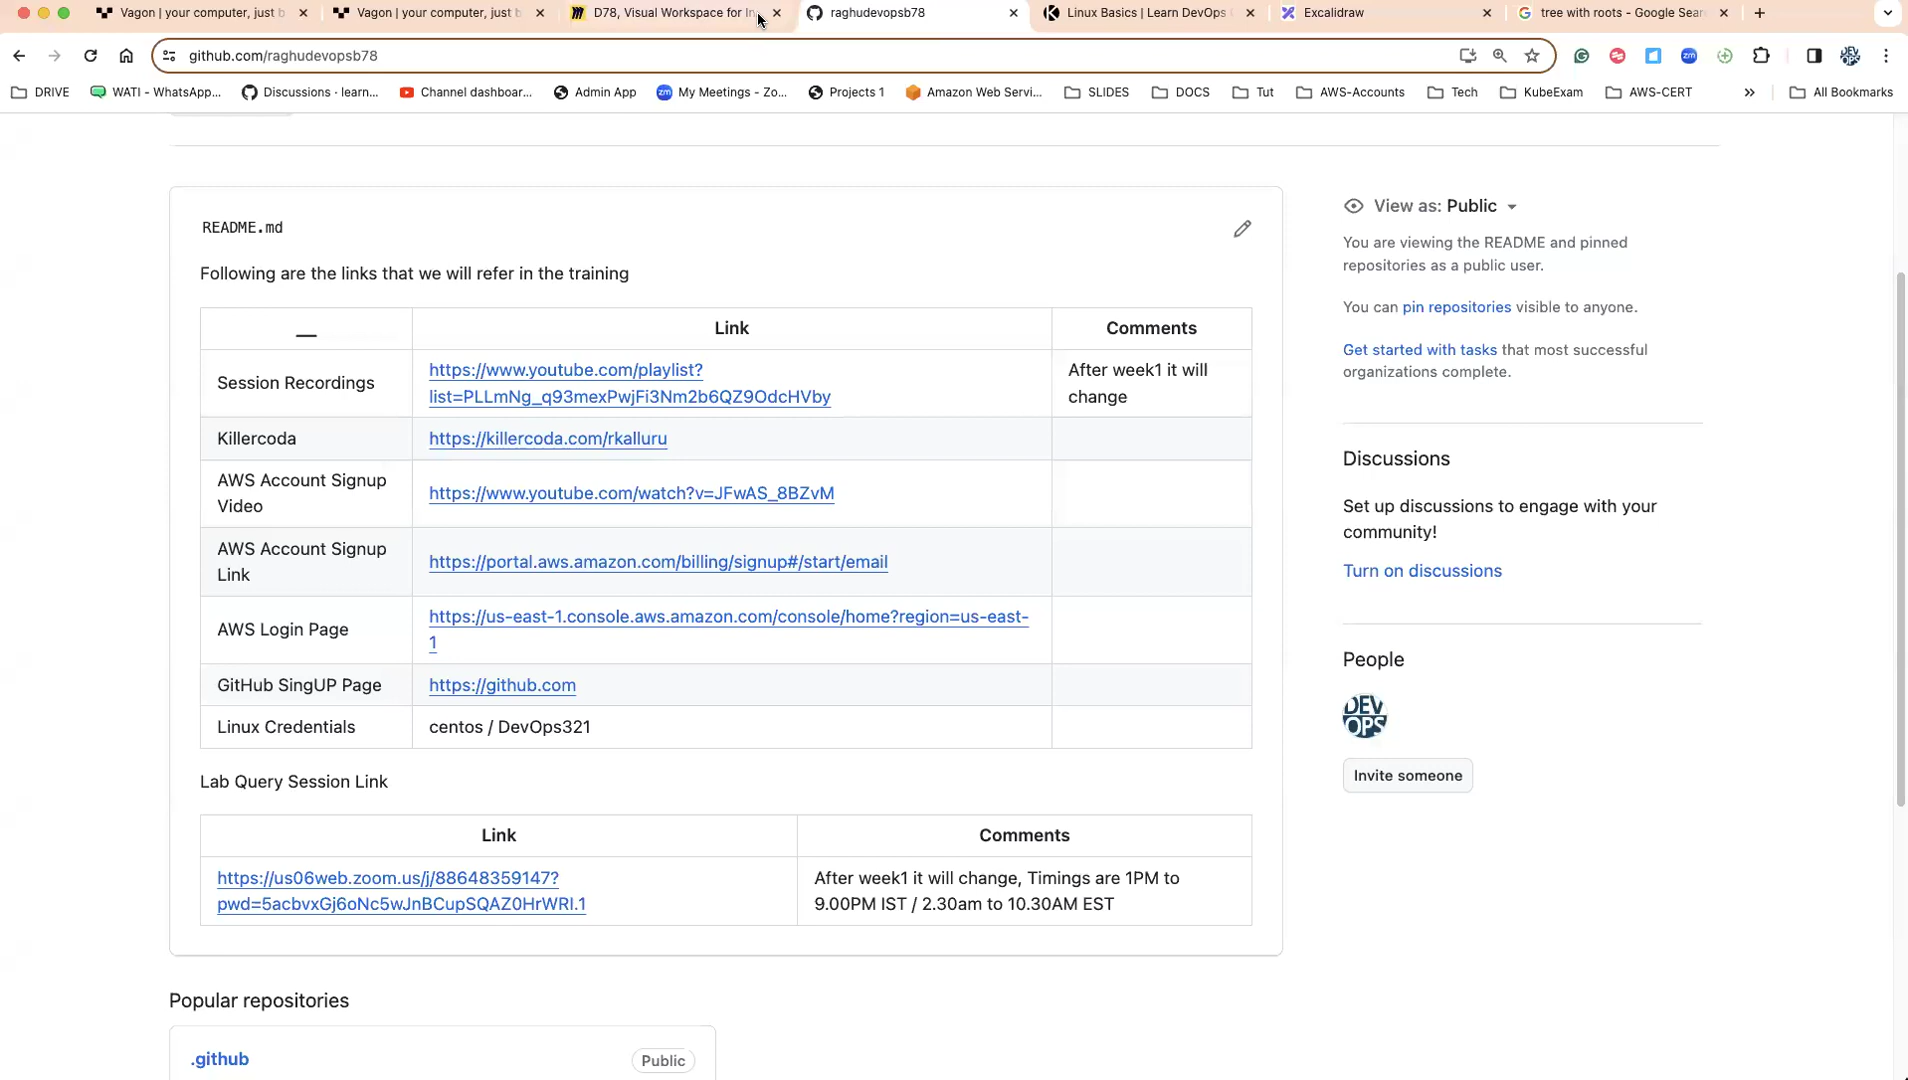 Vagon | your computer, just b
Vagon | your computer, just b
D78, Visual Workspace for In
raghudevopsb78
Linux Basics | Learn DevOps
Excalidraw
tree with roots - Google Sear
github.com/raghudevopsb78
DRIVE
WATI - WhatsApp...
Discussions · learn...
Channel dashboar...
Admin App
My Meetings - Zo...
Projects 1
Amazon Web Servi...
SLIDES
DOCS
Tut
AWS-Accounts
Tech
KubeExam
AWS-CERT
All Bookmarks
README.md
Following are the links that we will refer in the training
Link
Comments
Session Recordings
https://www.youtube.com/playlist?
list=PLLmNg_q93mexPwjFi3Nm2b6QZ9OdcHVby
After week1 it will
change
Killercoda
https://killercoda.com/rkalluru
AWS Account Signup
Video
https://www.youtube.com/watch?v=JFwAS_8BZvM
AWS Account Signup
Link
https://portal.aws.amazon.com/billing/signup#/start/email
AWS Login Page
https://us-east-1.console.aws.amazon.com/console/home?region=us-east-
1
GitHub SingUP Page
https://github.com
Linux Credentials
centos / DevOps321
Lab Query Session Link
Link
Comments
https://us06web.zoom.us/j/88648359147?
pwd=5acbvxGj6oNc5wJnBCupSQAZ0HrWRI.1
After week1 it will change, Timings are 1PM to
9.00PM IST / 2.30am to 10.30AM EST
Popular repositories
.github
Public
View as: Public
You are viewing the README and pinned
repositories as a public user.
You can pin repositories visible to anyone.
Get started with tasks that most successful
organizations complete.
Discussions
Set up discussions to engage with your
community!
Turn on discussions
People
DEV
OPS
Invite someone